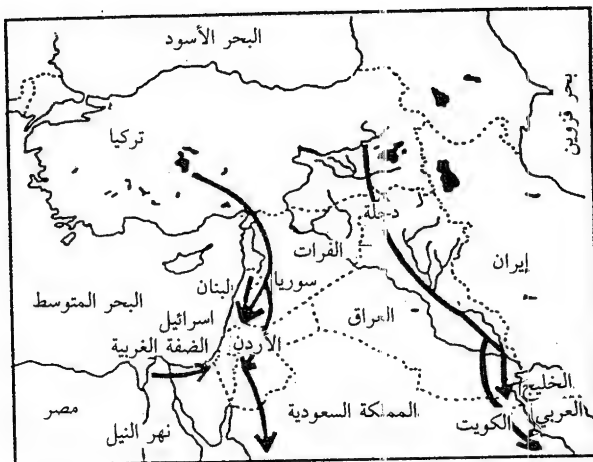 البحر الأسود
بحر قزوين
تركيا
دجلة
الفرات
إيران
سوريا
لبنان
البحر المتوسط
اسرائيل
العراق
الضفة الغربية
الأردن
الخليج
العربي
الكويت
المملكة السعودية
مصر
نهر النيل